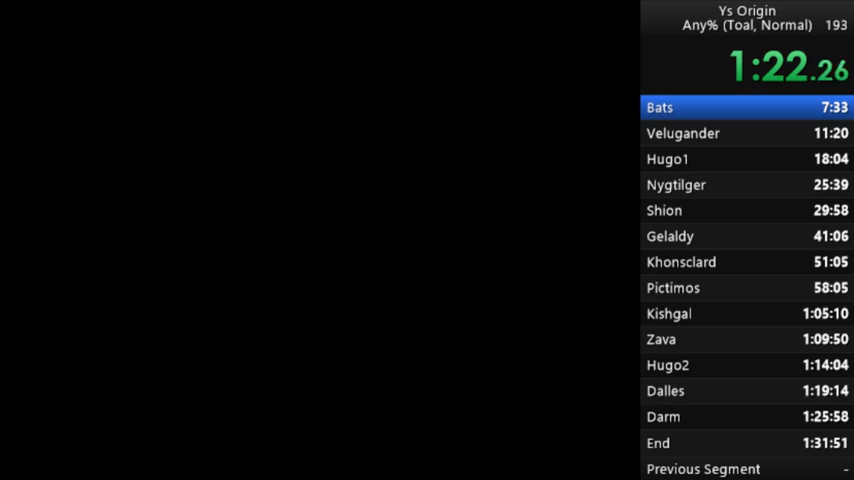 Ys Origin
Any% (Toal, Normal) 193
1:22.26
Bats 7:33
Velugander 11:20
Hugo1 18:04
Nygtilger 25:39
Shion 29:58
Gelaldy 41:06
Khonsclard 51:05
Pictimos 58:05
Kishgal 1:05:10
Zava 1:09:50
Hugo2 1:14:04
Dalles 1:19:14
Darm 1:25:58
End 1:31:51
Previous Segment -